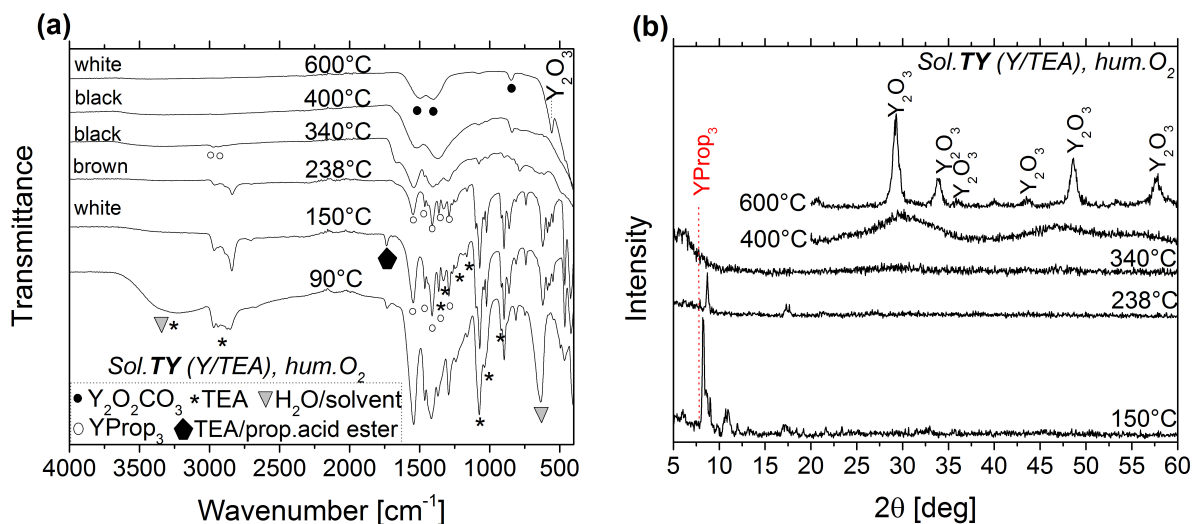 (a)
white
600°C
Y₂O₃
black
400°C
black
340°C
brown
238°C
white
150°C
90°C
Sol.TY (Y/TEA), hum.O₂
● Y₂O₂CO₃ *TEA ▼ H₂O/solvent
○ YProp₃ ⬟ TEA/prop.acid ester
4000 3500 3000 2500 2000 1500 1000 500
Wavenumber [cm⁻¹]
Transmittance
(b)
Sol.TY (Y/TEA), hum.O₂
YProp₃
Y₂O₃
Y₂O₃
Y₂O₃
Y₂O₃
Y₂O₃
Y₂O₃
600°C
400°C
340°C
238°C
150°C
5 10 15 20 25 30 35 40 45 50 55 60
2θ [deg]
Intensity